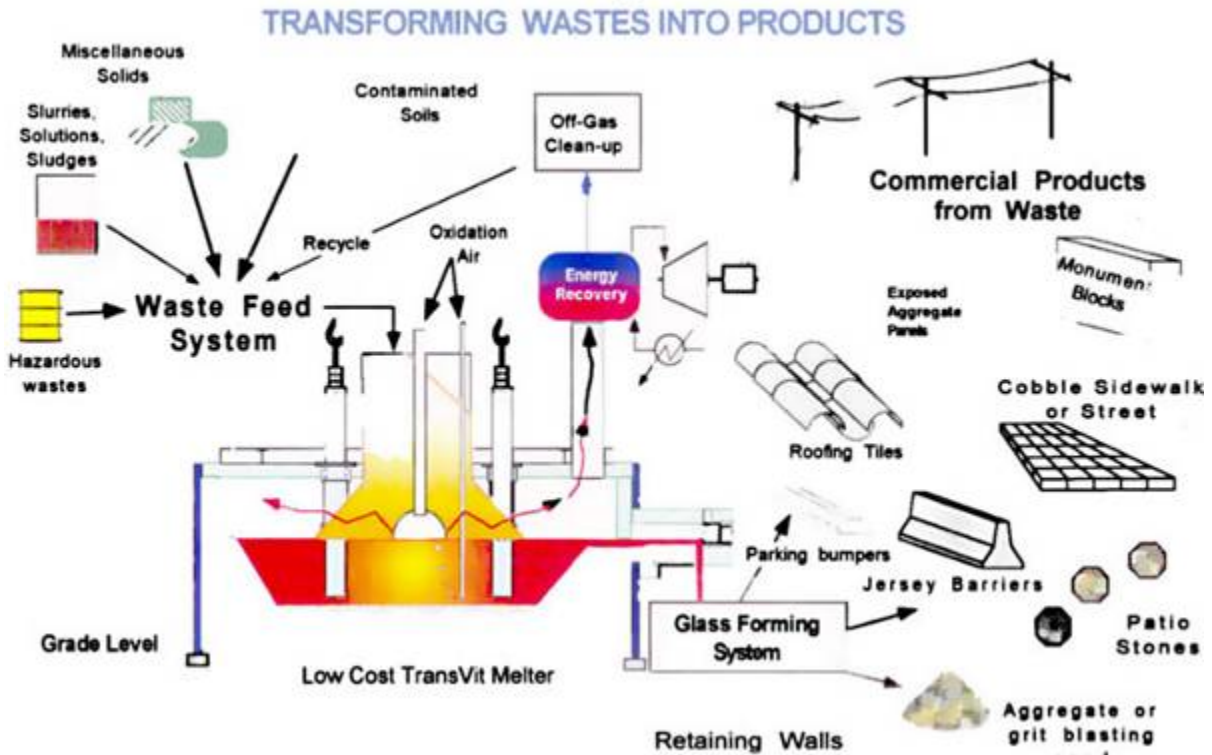 TRANSFORMING WASTES INTO PRODUCTS
Miscellaneous
Solids
Slurries,
Solutions,
Sludges
Contaminated
Soils
Off-Gas
Clean-up
Commercial Products
from Waste
Recycle
Oxidation
Air
Energy
Recovery
Monument
Blocks
Exposed
Aggregate
Panels
Waste Feed
System
Hazardous
wastes
Cobble Sidewalk
or Street
Roofing Tiles
Parking bumpers
Jersey Barriers
Patio
Stones
Glass Forming
System
Grade Level
Low Cost TransVit Melter
Aggregate or
grit blasting
Retaining Walls